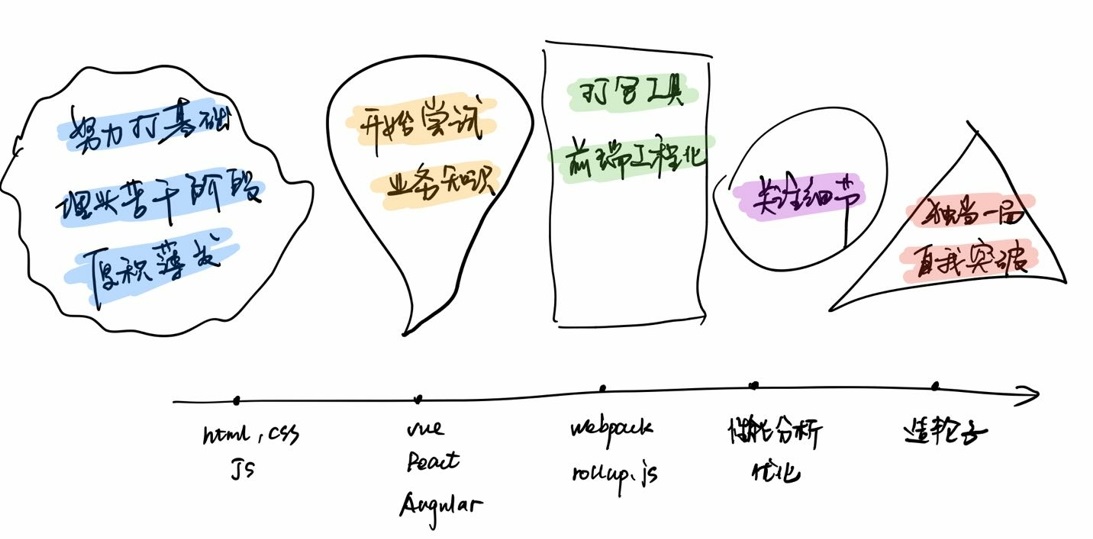 努力打基础
埋头苦干阶段
厚积薄发
开始尝试
业务知识
打包工具
前端工程化
关注细节
独当一面
自我突破
html, css
JS
vue
React
Angular
webpack
rollup.js
性能分析
优化
造轮子